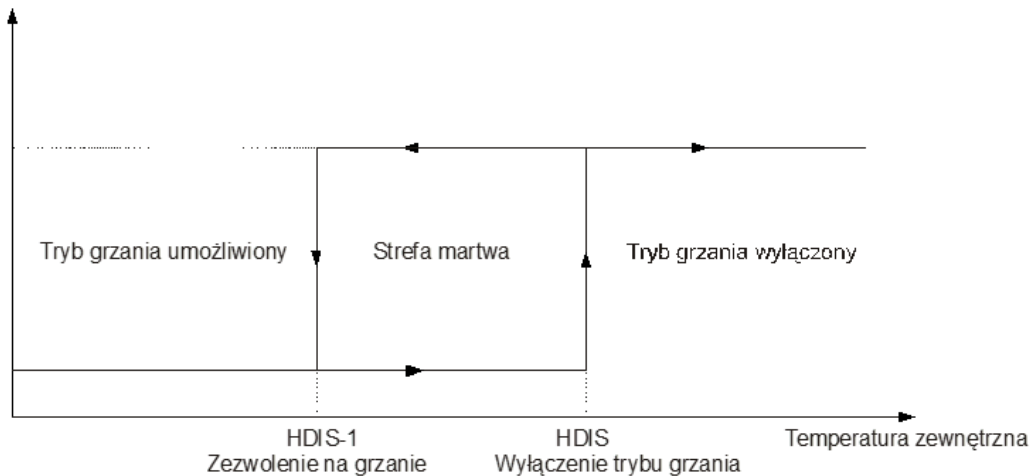 Tryb grzania umożliwiony
Strefa martwa
Tryb grzania wyłączony
HDIS-1
Zezwolenie na grzanie
HDIS
Wyłączenie trybu grzania
Temperatura zewnętrzna